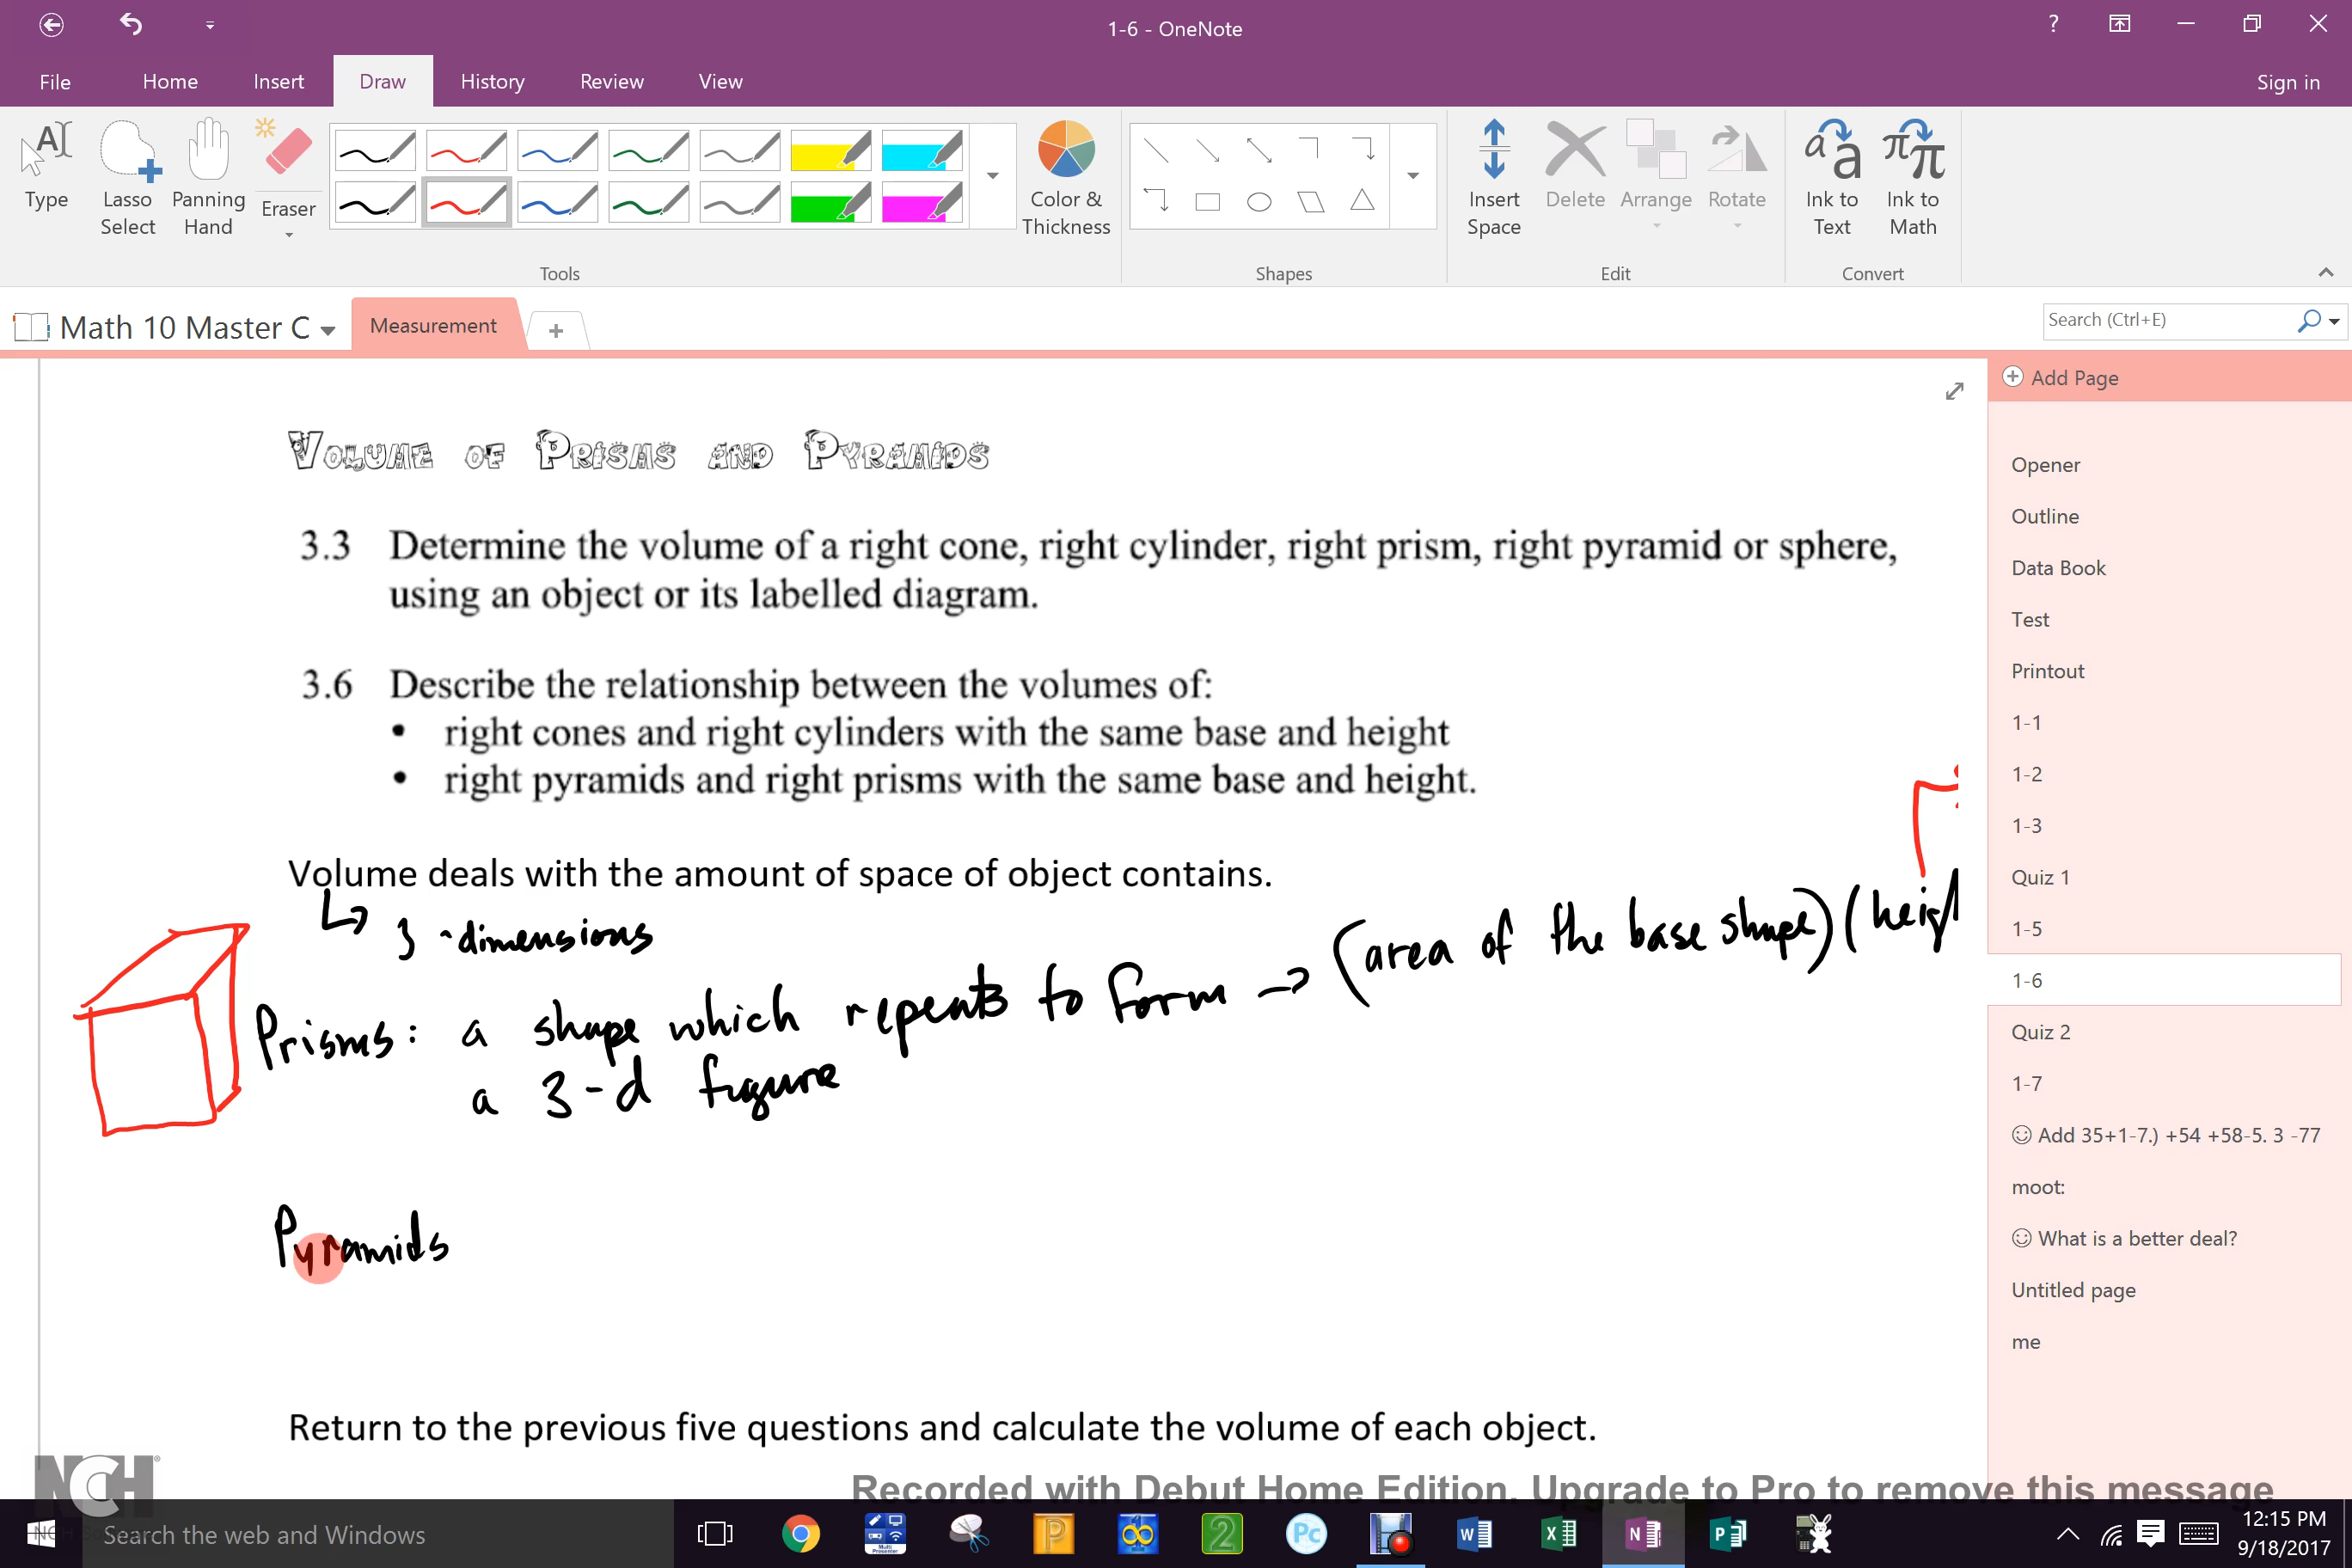 1-6 - OneNote
?
File Home Insert Draw History Review View Sign in
Type
Lasso Select
Panning Hand
Eraser
Color & Thickness
Insert Space
Delete
Arrange
Rotate
Ink to Text
Ink to Math
Tools Shapes Edit Convert
Math 10 Master C
Measurement
Search (Ctrl+E)
Add Page
Volume of Prisms and Pyramids
3.3 Determine the volume of a right cone, right cylinder, right prism, right pyramid or sphere,
using an object or its labelled diagram.
3.6 Describe the relationship between the volumes of:
• right cones and right cylinders with the same base and height
• right pyramids and right prisms with the same base and height.
Volume deals with the amount of space of object contains.
3-dimensions
Prisms: a shape which repeats to form → (area of the base shape)(heigh
a 3-d figure
Pyramids
Return to the previous five questions and calculate the volume of each object.
Opener
Outline
Data Book
Test
Printout
1-1
1-2
1-3
Quiz 1
1-5
1-6
Quiz 2
1-7
Add 35+1-7.) +54 +58-5. 3 -77
moot:
What is a better deal?
Untitled page
me
NCH
Recorded with Debut Home Edition. Upgrade to Pro to remove this message
Search the web and Windows
12:15 PM
9/18/2017